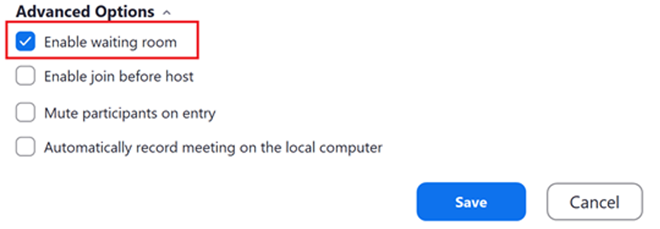 Advanced Options
Enable waiting room
Enable join before host
Mute participants on entry
Automatically record meeting on the local computer
Save Cancel